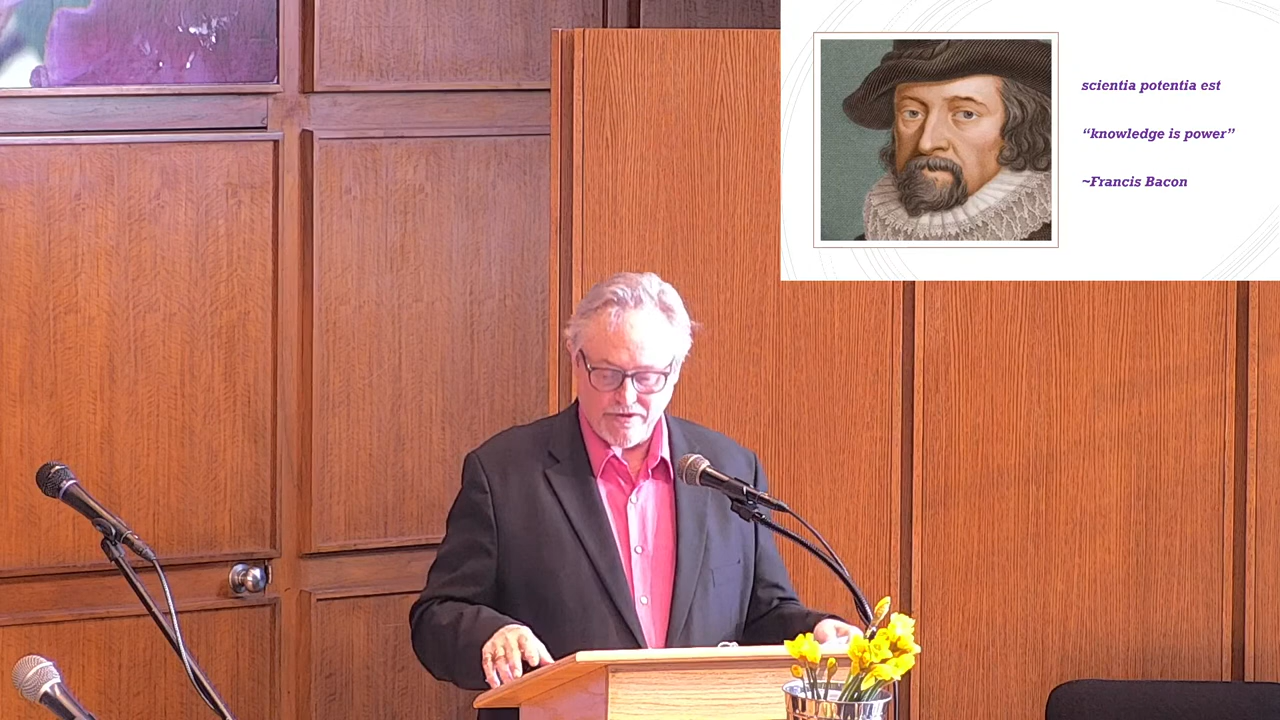 scientia potentia est
“knowledge is power”
~Francis Bacon